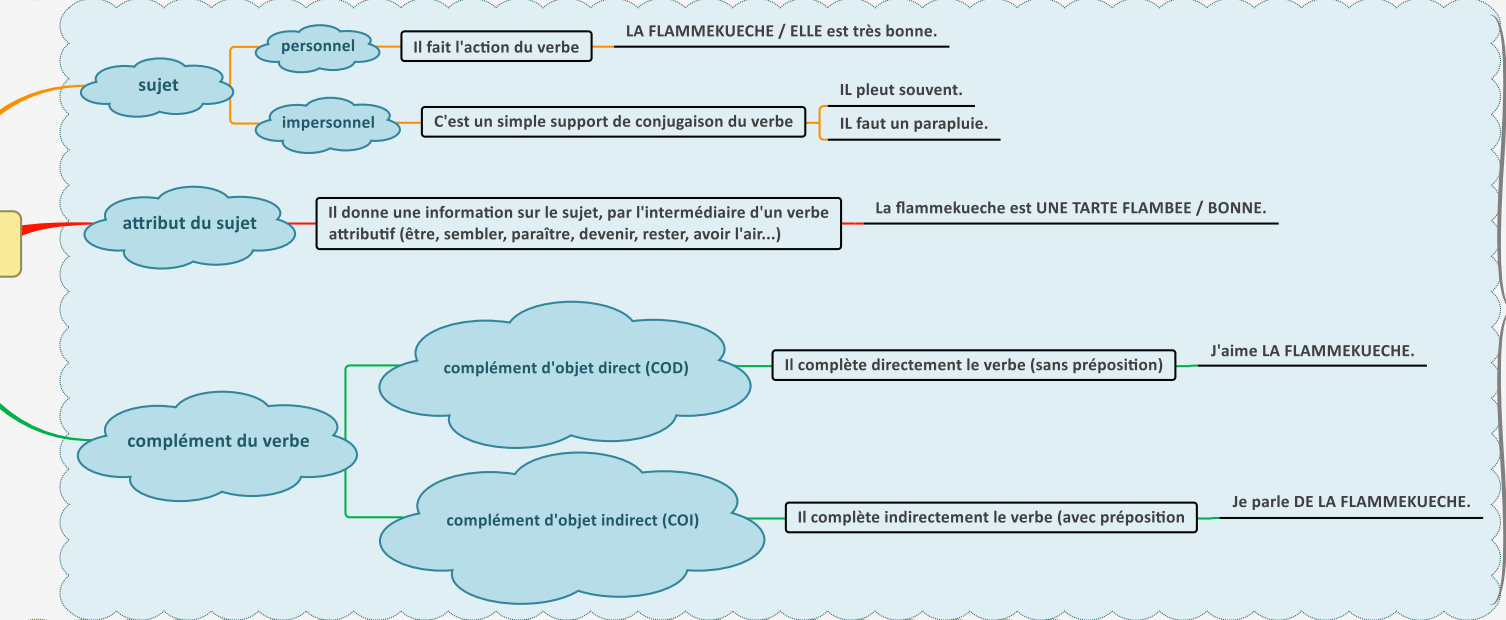 sujet
personnel
Il fait l'action du verbe
LA FLAMMEKUECHE / ELLE est très bonne.
impersonnel
C'est un simple support de conjugaison du verbe
IL pleut souvent.
IL faut un parapluie.
attribut du sujet
Il donne une information sur le sujet, par l'intermédiaire d'un verbe
attributif (être, sembler, paraître, devenir, rester, avoir l'air...)
La flammekueche est UNE TARTE FLAMBEE / BONNE.
complément du verbe
complément d'objet direct (COD)
Il complète directement le verbe (sans préposition)
J'aime LA FLAMMEKUECHE.
complément d'objet indirect (COI)
Il complète indirectement le verbe (avec préposition
Je parle DE LA FLAMMEKUECHE.